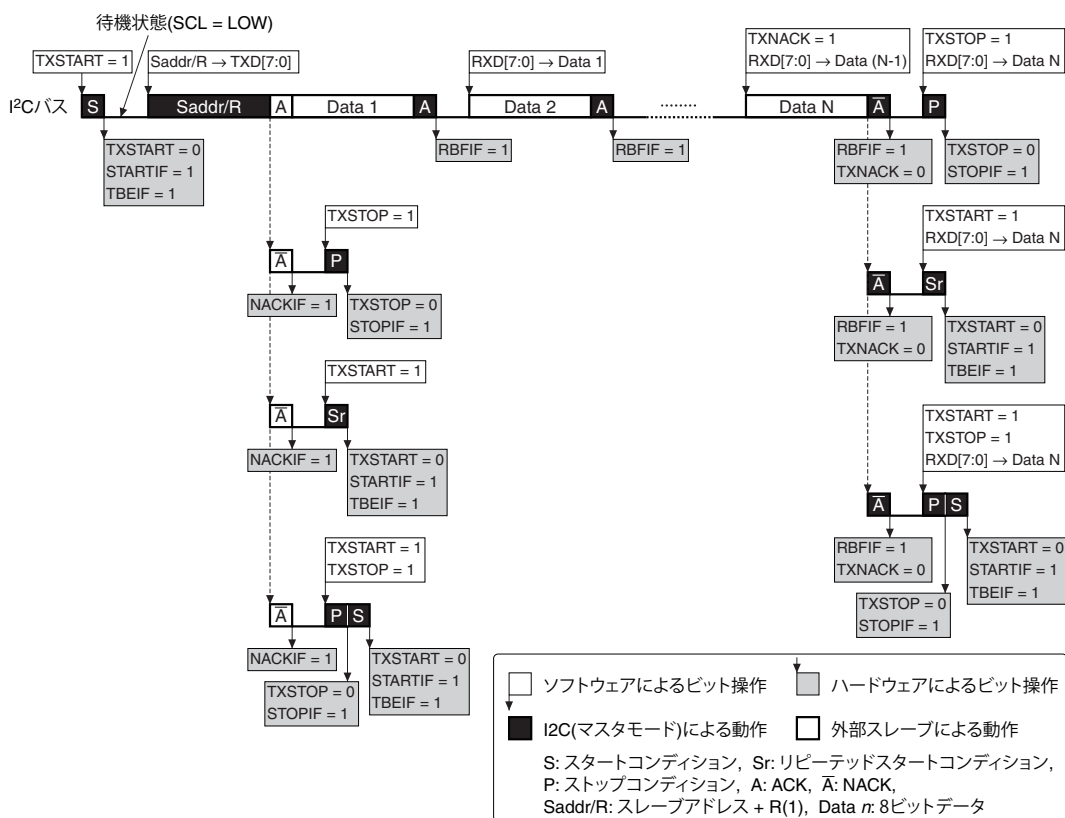 待機状態(SCL = LOW)
TXSTART = 1
Saddr/R → TXD[7:0]
RXD[7:0] → Data 1
TXNACK = 1
RXD[7:0] → Data (N-1)
TXSTOP = 1
RXD[7:0] → Data N
I²Cバス
S
Saddr/R
A
Data 1
A
Data 2
A
Data N
A̅
P
TXSTART = 0
STARTIF = 1
TBEIF = 1
RBFIF = 1
RBFIF = 1
RBFIF = 1
TXNACK = 0
TXSTOP = 0
STOPIF = 1
TXSTOP = 1
A̅
P
NACKIF = 1
TXSTOP = 0
STOPIF = 1
TXSTART = 1
RXD[7:0] → Data N
A̅
Sr
RBFIF = 1
TXNACK = 0
TXSTART = 0
STARTIF = 1
TBEIF = 1
TXSTART = 1
A̅
Sr
NACKIF = 1
TXSTART = 0
STARTIF = 1
TBEIF = 1
TXSTART = 1
TXSTOP = 1
RXD[7:0] → Data N
A̅
P
S
RBFIF = 1
TXNACK = 0
TXSTOP = 0
STOPIF = 1
TXSTART = 0
STARTIF = 1
TBEIF = 1
TXSTART = 1
TXSTOP = 1
A̅
P
S
NACKIF = 1
TXSTOP = 0
STOPIF = 1
TXSTART = 0
STARTIF = 1
TBEIF = 1
ソフトウェアによるビット操作
ハードウェアによるビット操作
I2C(マスタモード)による動作
外部スレーブによる動作
S: スタートコンディション, Sr: リピーテッドスタートコンディション,
P: ストップコンディション, A: ACK, A̅: NACK,
Saddr/R: スレーブアドレス + R(1), Data n: 8ビットデータ